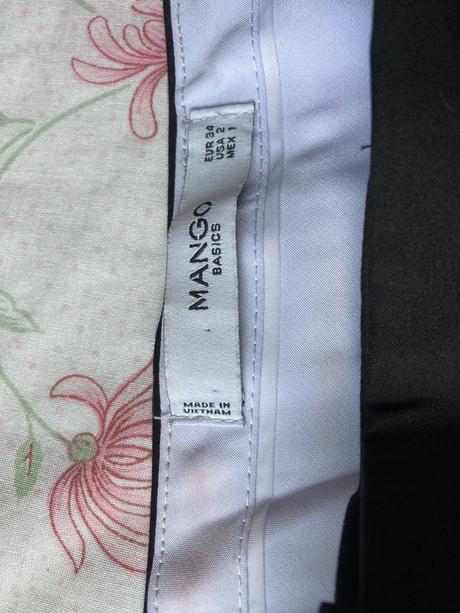 MANGO
BASICS
EUR 34
USA 2
MEX 1
MADE IN
VIETNAM